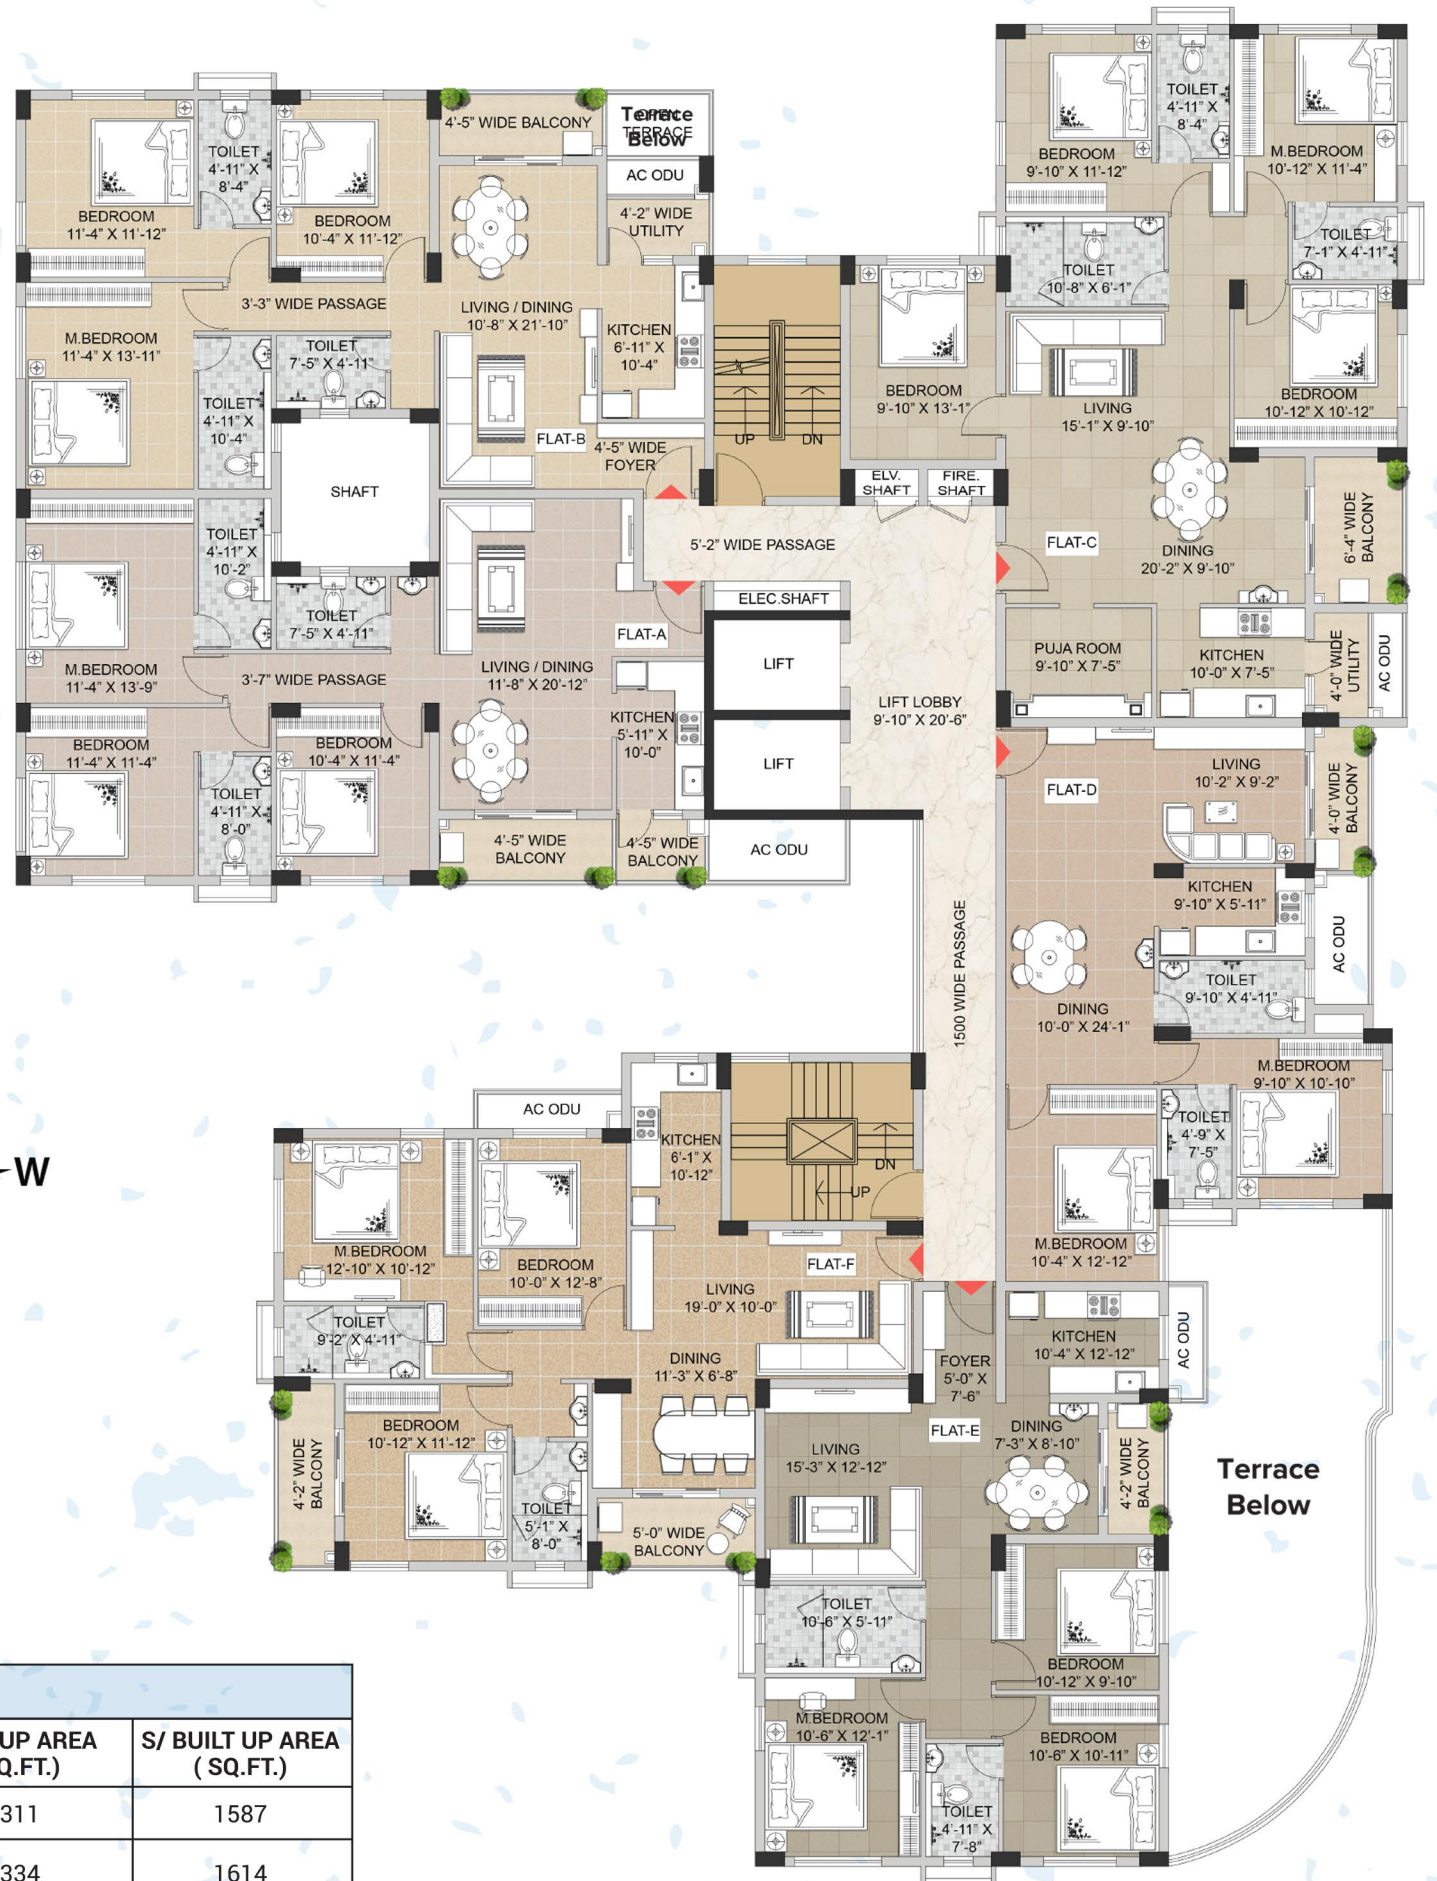 TOILET
4'-11" X
8'-4"
BEDROOM
9'-10" X 11'-12"
M.BEDROOM
10'-12" X 11'-4"
4'-5" WIDE BALCONY
Terrace
Below
OPEN
TERRACE
AC ODU
4'-2" WIDE
UTILITY
TOILET
4'-11" X
8'-4"
BEDROOM
11'-4" X 11'-12"
BEDROOM
10'-4" X 11'-12"
TOILET
7'-1" X 4'-11"
TOILET
10'-8" X 6'-1"
3'-3" WIDE PASSAGE
LIVING / DINING
10'-8" X 21'-10"
KITCHEN
6'-11" X
10'-4"
M.BEDROOM
11'-4" X 13'-11"
TOILET
7'-5" X 4'-11"
TOILET
4'-11" X
10'-4"
BEDROOM
9'-10" X 13'-1"
LIVING
15'-1" X 9'-10"
BEDROOM
10'-12" X 10'-12"
UP
DN
FLAT-B
4'-5" WIDE
FOYER
SHAFT
ELV.
SHAFT
FIRE.
SHAFT
5'-2" WIDE PASSAGE
FLAT-C
DINING
20'-2" X 9'-10"
6'-4" WIDE
BALCONY
TOILET
4'-11" X
10'-2"
ELEC.SHAFT
TOILET
7'-5" X 4'-11"
FLAT-A
LIFT
PUJA ROOM
9'-10" X 7'-5"
KITCHEN
10'-0" X 7'-5"
4'-0" WIDE
UTILITY
AC ODU
M.BEDROOM
11'-4" X 13'-9"
3'-7" WIDE PASSAGE
LIVING / DINING
11'-8" X 20'-12"
LIFT LOBBY
9'-10" X 20'-6"
KITCHEN
5'-11" X
10'-0"
BEDROOM
11'-4" X 11'-4"
BEDROOM
10'-4" X 11'-4"
LIFT
LIVING
10'-2" X 9'-2"
FLAT-D
4'-0" WIDE
BALCONY
TOILET
4'-11" X
8'-0"
4'-5" WIDE
BALCONY
4'-5" WIDE
BALCONY
AC ODU
KITCHEN
9'-10" X 5'-11"
1500 WIDE PASSAGE
AC ODU
TOILET
9'-10" X 4'-11"
DINING
10'-0" X 24'-1"
M.BEDROOM
9'-10" X 10'-10"
AC ODU
KITCHEN
6'-1" X
10'-12"
DN
UP
TOILET
4'-9" X
7'-5"
W
M.BEDROOM
12'-10" X 10'-12"
BEDROOM
10'-0" X 12'-8"
FLAT-F
M.BEDROOM
10'-4" X 12'-12"
LIVING
19'-0" X 10'-0"
TOILET
9'-2" X 4'-11"
DINING
11'-3" X 6'-8"
FOYER
5'-0" X
7'-6"
KITCHEN
10'-4" X 12'-12"
AC ODU
BEDROOM
10'-12" X 11'-12"
4'-2" WIDE
BALCONY
FLAT-E
DINING
7'-3" X 8'-10"
LIVING
15'-3" X 12'-12"
4'-2" WIDE
BALCONY
Terrace
Below
TOILET
5'-1" X
8'-0"
5'-0" WIDE
BALCONY
TOILET
10'-6" X 5'-11"
BEDROOM
10'-12" X 9'-10"
M.BEDROOM
10'-6" X 12'-1"
BEDROOM
10'-6" X 10'-11"
TOILET
4'-11" X
7'-8"
UP AREA
Q.FT.)
S/ BUILT UP AREA
( SQ.FT.)
311
1587
334
1614